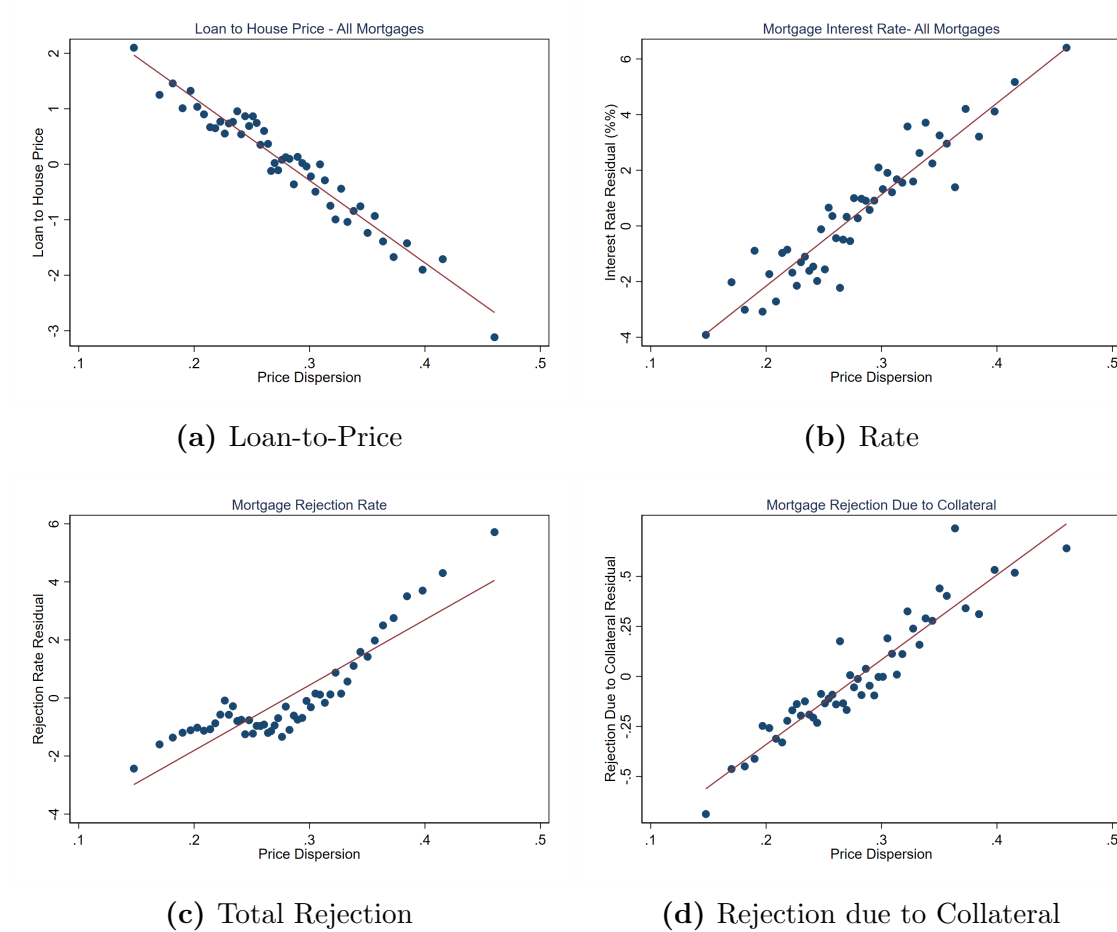 Loan to House Price - All Mortgages
Loan to House Price
2
1
0
-1
-2
-3
.1 .2 .3 .4 .5
Price Dispersion
(a) Loan-to-Price
Mortgage Interest Rate- All Mortgages
Interest Rate Residual (%%)
6
4
2
0
-2
-4
.1 .2 .3 .4 .5
Price Dispersion
(b) Rate
Mortgage Rejection Rate
Rejection Rate Residual
6
4
2
0
-2
-4
.1 .2 .3 .4 .5
Price Dispersion
(c) Total Rejection
Mortgage Rejection Due to Collateral
Rejection Due to Collateral Residual
.5
.25
0
-.25
-.5
.1 .2 .3 .4 .5
Price Dispersion
(d) Rejection due to Collateral